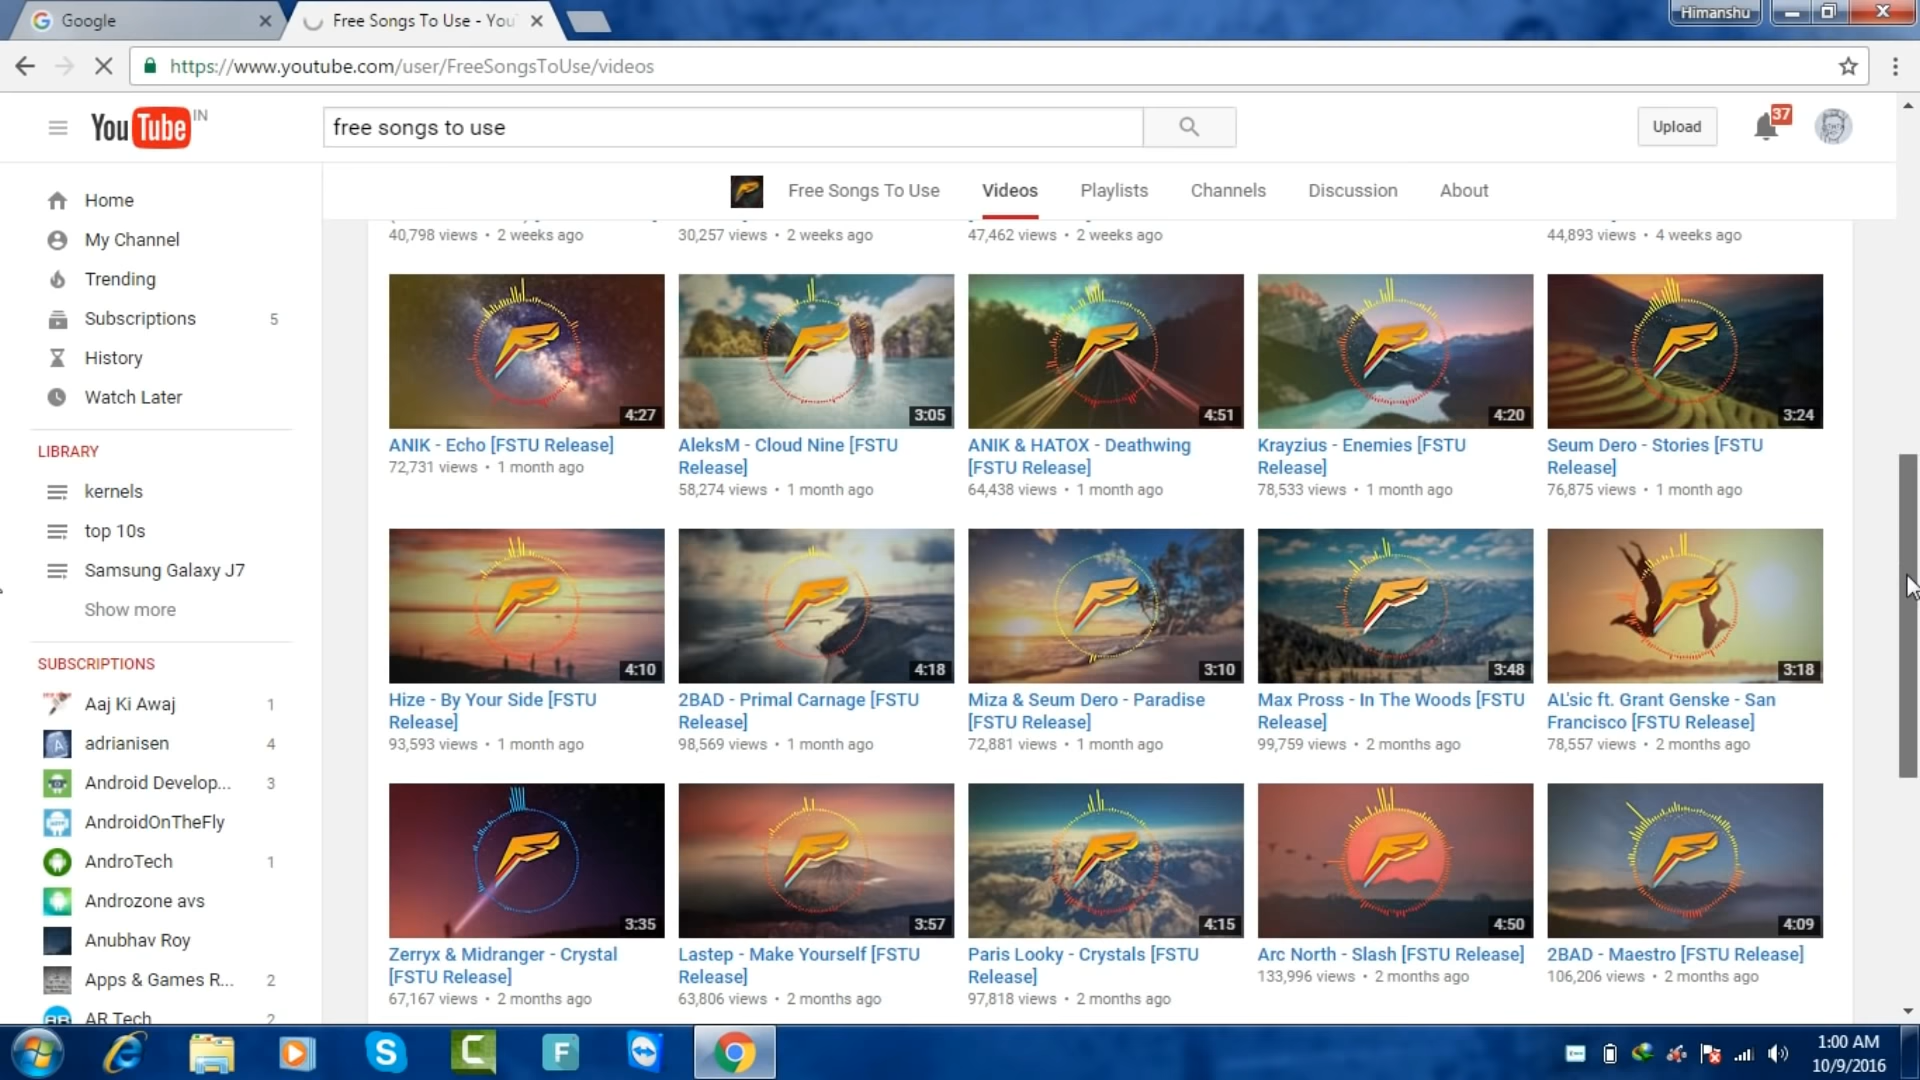 Google
Free Songs To Use - You
Himanshu
https://www.youtube.com/user/FreeSongsToUse/videos
YouTube IN
free songs to use
Upload
37
Free Songs To Use
Videos
Playlists
Channels
Discussion
About
Home
My Channel
Trending
Subscriptions 5
History
Watch Later
LIBRARY
kernels
top 10s
Samsung Galaxy J7
Show more
SUBSCRIPTIONS
Aaj Ki Awaj 1
adrianisen 4
Android Develop... 3
AndroidOnTheFly
AndroTech 1
Androzone avs
Anubhav Roy
Apps & Games R... 2
AR Tech 2
40,798 views • 2 weeks ago
30,257 views • 2 weeks ago
47,462 views • 2 weeks ago
44,893 views • 4 weeks ago
4:27
ANIK - Echo [FSTU Release]
72,731 views • 1 month ago
3:05
AleksM - Cloud Nine [FSTU
Release]
58,274 views • 1 month ago
4:51
ANIK & HATOX - Deathwing
[FSTU Release]
64,438 views • 1 month ago
4:20
Krayzius - Enemies [FSTU
Release]
78,533 views • 1 month ago
3:24
Seum Dero - Stories [FSTU
Release]
76,875 views • 1 month ago
4:10
Hize - By Your Side [FSTU
Release]
93,593 views • 1 month ago
4:18
2BAD - Primal Carnage [FSTU
Release]
98,569 views • 1 month ago
3:10
Miza & Seum Dero - Paradise
[FSTU Release]
72,881 views • 1 month ago
3:48
Max Pross - In The Woods [FSTU
Release]
99,759 views • 2 months ago
3:18
AL'sic ft. Grant Genske - San
Francisco [FSTU Release]
78,557 views • 2 months ago
3:35
Zerryx & Midranger - Crystal
[FSTU Release]
67,167 views • 2 months ago
3:57
Lastep - Make Yourself [FSTU
Release]
63,806 views • 2 months ago
4:15
Paris Looky - Crystals [FSTU
Release]
97,818 views • 2 months ago
4:50
Arc North - Slash [FSTU Release]
133,996 views • 2 months ago
4:09
2BAD - Maestro [FSTU Release]
106,206 views • 2 months ago
1:00 AM
10/9/2016